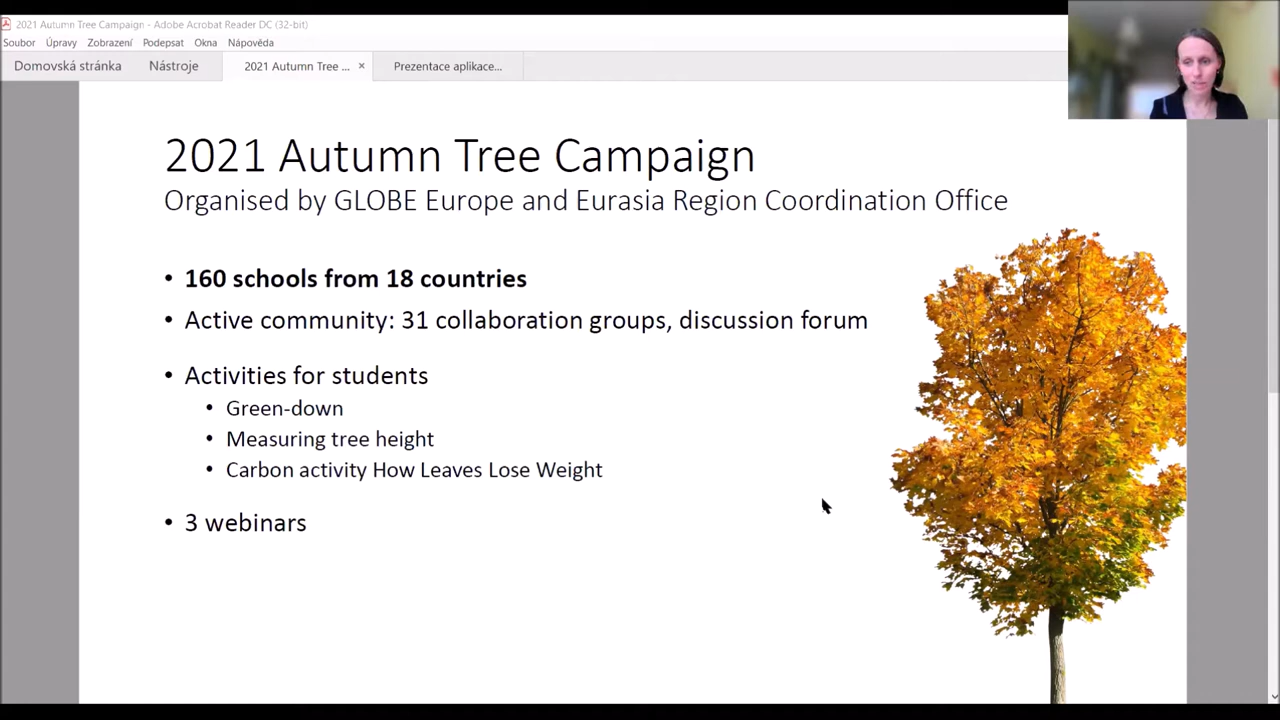 2021 Autumn Tree Campaign - Adobe Acrobat Reader DC (32-bit)
Soubor Úpravy Zobrazení Podepsat Okna Nápověda
Domovská stránka Nástroje 2021 Autumn Tree ... × Prezentace aplikace...
2021 Autumn Tree Campaign
Organised by GLOBE Europe and Eurasia Region Coordination Office
• 160 schools from 18 countries
• Active community: 31 collaboration groups, discussion forum
• Activities for students
• Green-down
• Measuring tree height
• Carbon activity How Leaves Lose Weight
• 3 webinars